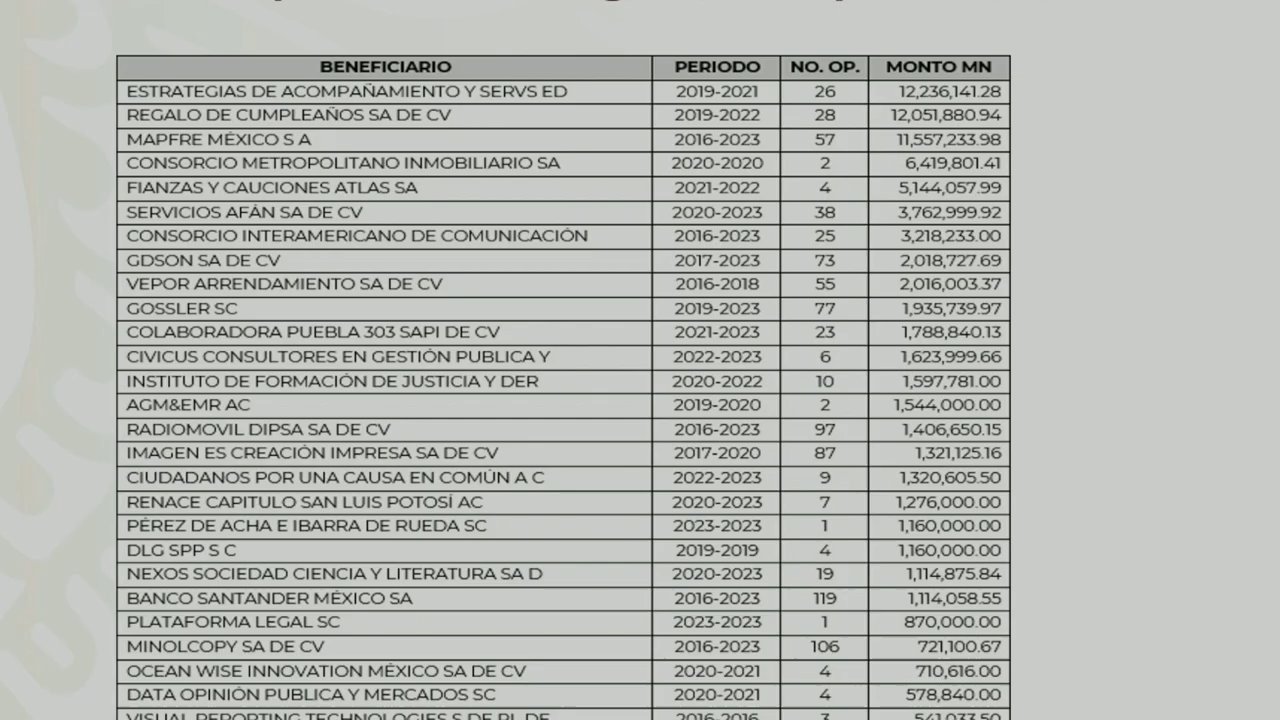 BENEFICIARIO PERIODO NO. OP. MONTO MN
ESTRATEGIAS DE ACOMPAÑAMIENTO Y SERVS ED 2019-2021 26 12,236,141.28
REGALO DE CUMPLEAÑOS SA DE CV 2019-2022 28 12,051,880.94
MAPFRE MÉXICO S A 2016-2023 57 11,557,233.98
CONSORCIO METROPOLITANO INMOBILIARIO SA 2020-2020 2 6,419,801.41
FIANZAS Y CAUCIONES ATLAS SA 2021-2022 4 5,144,057.99
SERVICIOS AFÁN SA DE CV 2020-2023 38 3,762,999.92
CONSORCIO INTERAMERICANO DE COMUNICACIÓN 2016-2023 25 3,218,233.00
GDSON SA DE CV 2017-2023 73 2,018,727.69
VEPOR ARRENDAMIENTO SA DE CV 2016-2018 55 2,016,003.37
GOSSLER SC 2019-2023 77 1,935,739.97
COLABORADORA PUEBLA 303 SAPI DE CV 2021-2023 23 1,788,840.13
CIVICUS CONSULTORES EN GESTIÓN PUBLICA Y 2022-2023 6 1,623,999.66
INSTITUTO DE FORMACIÓN DE JUSTICIA Y DER 2020-2022 10 1,597,781.00
AGM&EMR AC 2019-2020 2 1,544,000.00
RADIOMOVIL DIPSA SA DE CV 2016-2023 97 1,406,650.15
IMAGEN ES CREACIÓN IMPRESA SA DE CV 2017-2020 87 1,321,125.16
CIUDADANOS POR UNA CAUSA EN COMÚN A C 2022-2023 9 1,320,605.50
RENACE CAPITULO SAN LUIS POTOSÍ AC 2020-2023 7 1,276,000.00
PÉREZ DE ACHA E IBARRA DE RUEDA SC 2023-2023 1 1,160,000.00
DLG SPP S C 2019-2019 4 1,160,000.00
NEXOS SOCIEDAD CIENCIA Y LITERATURA SA D 2020-2023 19 1,114,875.84
BANCO SANTANDER MÉXICO SA 2016-2023 119 1,114,058.55
PLATAFORMA LEGAL SC 2023-2023 1 870,000.00
MINOLCOPY SA DE CV 2016-2023 106 721,100.67
OCEAN WISE INNOVATION MÉXICO SA DE CV 2020-2021 4 710,616.00
DATA OPINIÓN PUBLICA Y MERCADOS SC 2020-2021 4 578,840.00
VISUAL REPORTING TECHNOLOGIES S DE RL DE 2016-2016 3 541,033.50